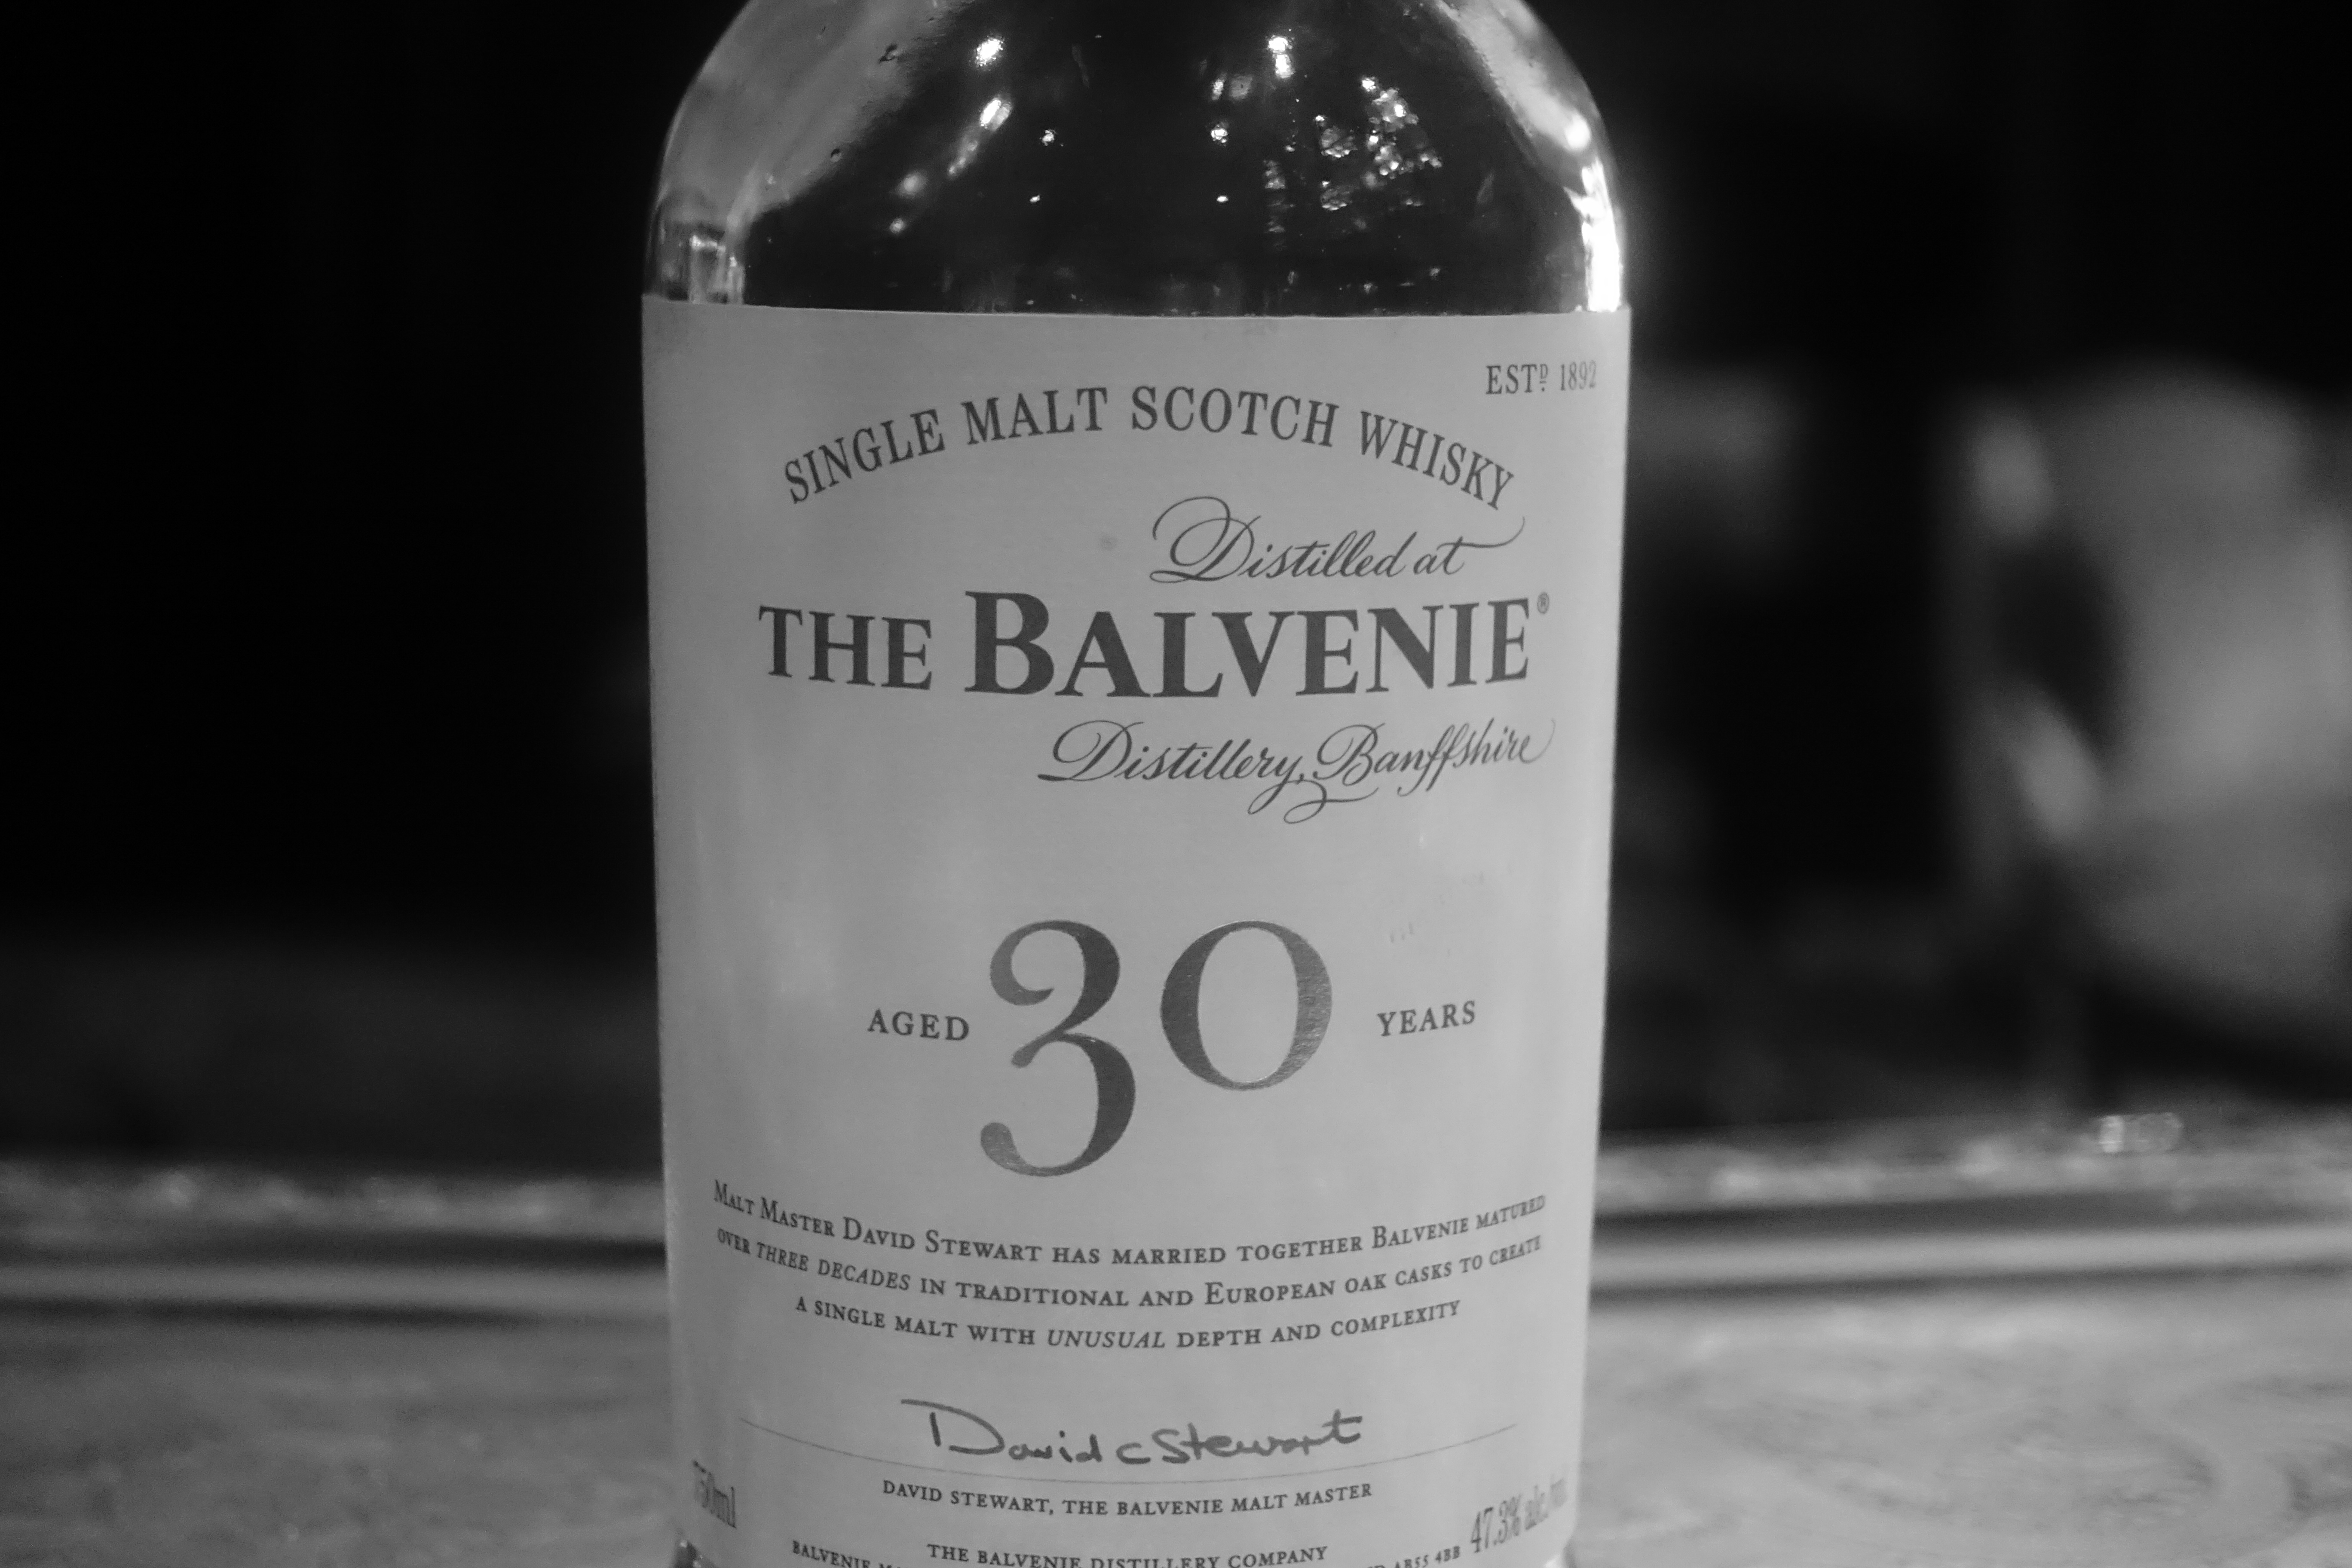 ESTD 1892
SINGLE MALT SCOTCH WHISKY
Distilled at
THE BALVENIE®
Distillery, Banffshire
AGED 30 YEARS
MALT MASTER DAVID STEWART HAS MARRIED TOGETHER BALVENIE MATURED
OVER THREE DECADES IN TRADITIONAL AND EUROPEAN OAK CASKS TO CREATE
A SINGLE MALT WITH UNUSUAL DEPTH AND COMPLEXITY
David C Stewart
DAVID STEWART, THE BALVENIE MALT MASTER
750ml
47.3% alc./
THE BALVENIE DISTILLERY COMPANY
BALVENIE
AB55 4BB